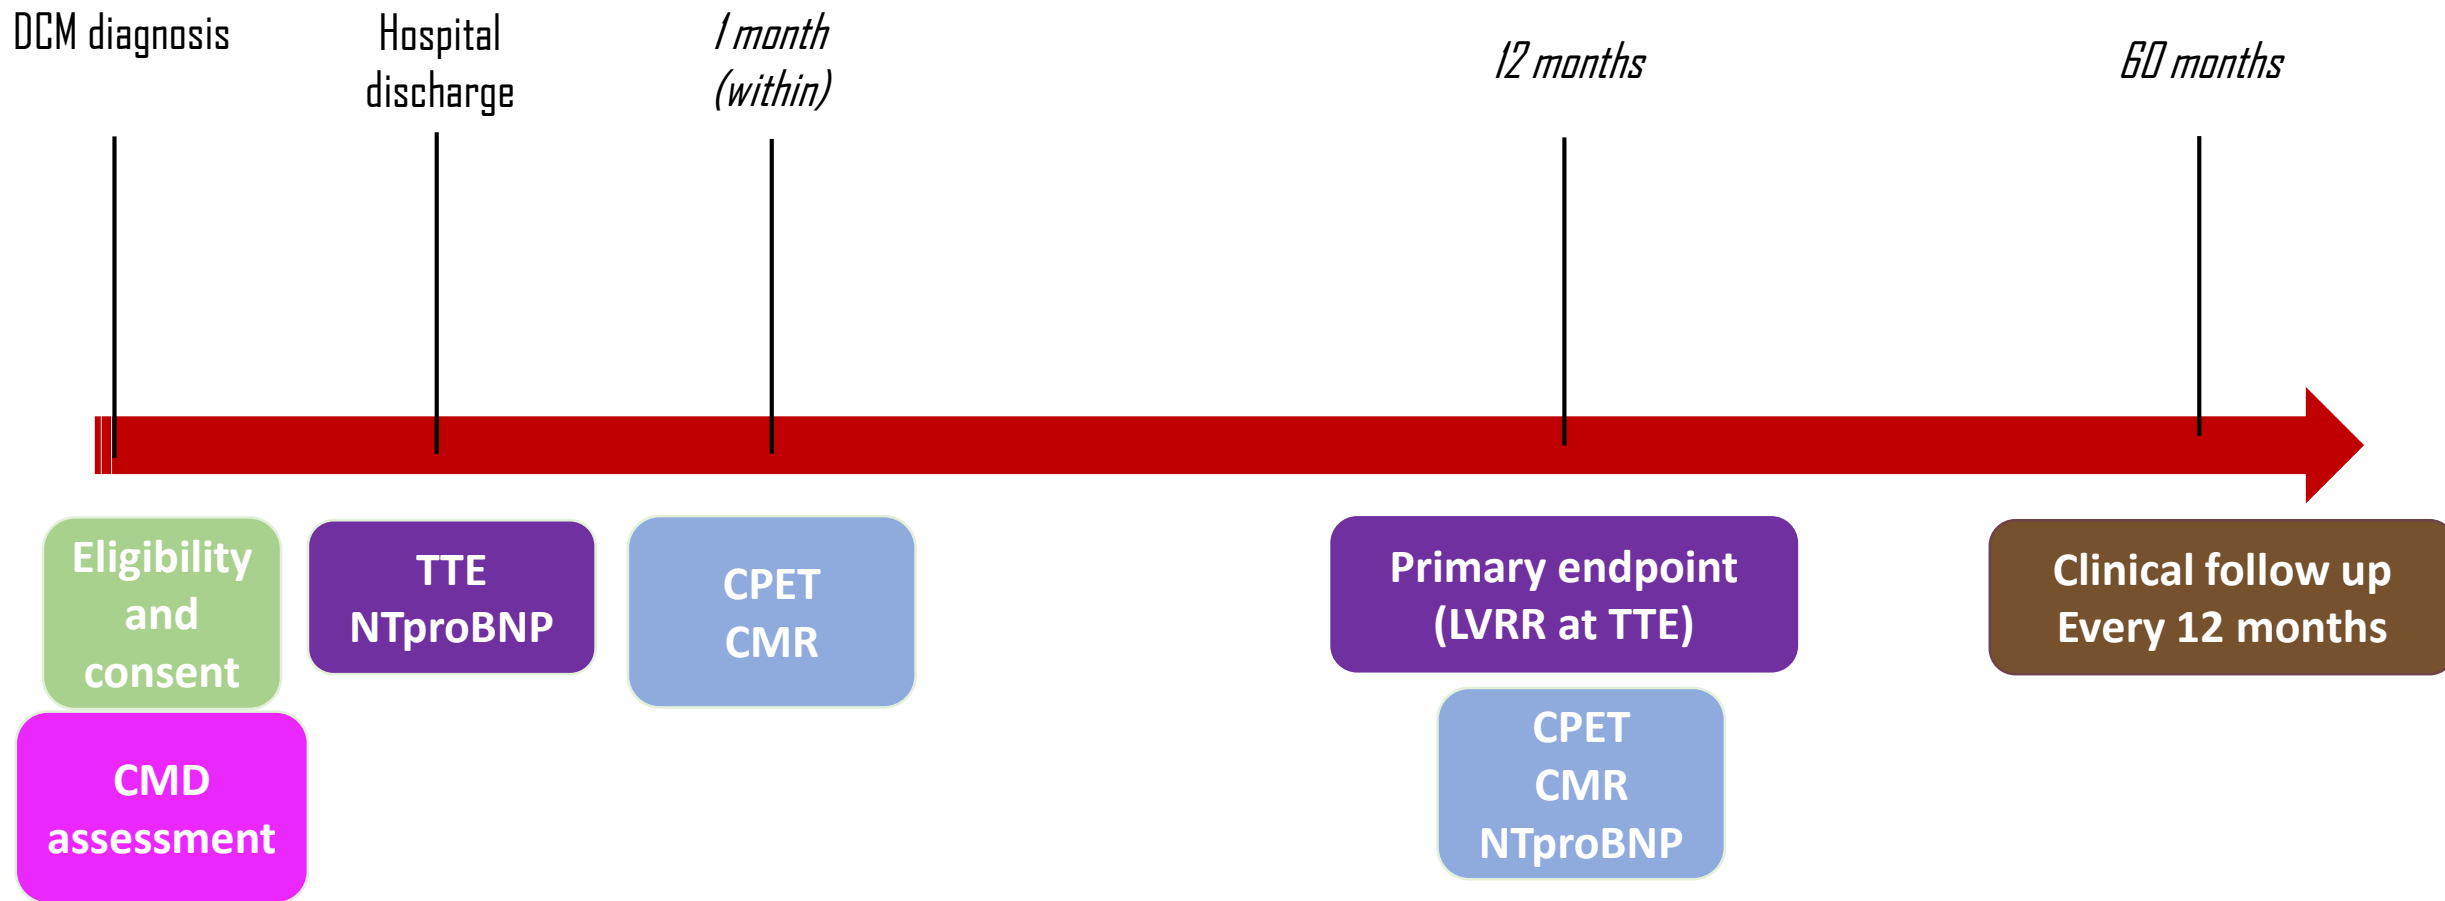 DCM diagnosis
Hospital
discharge
1 month
(within)
12 months
60 months
Eligibility
and
consent
CMD
assessment
TTE
NTproBNP
CPET
CMR
Primary endpoint
(LVRR at TTE)
CPET
CMR
NTproBNP
Clinical follow up
Every 12 months